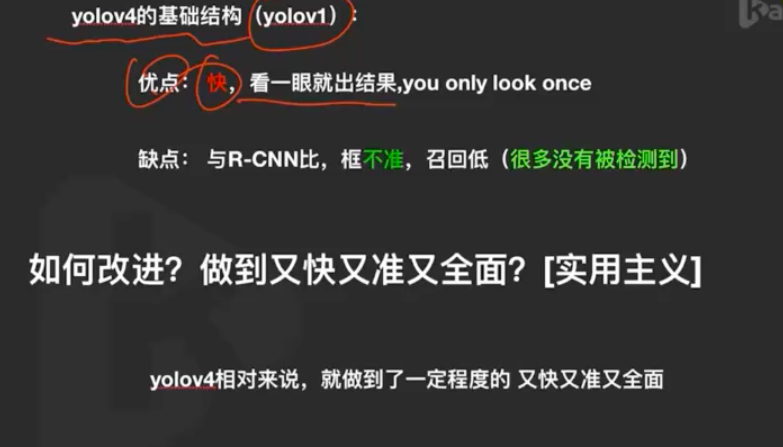 yolov4的基础结构（yolov1）：
优点：快，看一眼就出结果,you only look once
缺点： 与R-CNN比，框不准，召回低（很多没有被检测到）
如何改进？做到又快又准又全面？[实用主义]
yolov4相对来说，就做到了一定程度的 又快又准又全面